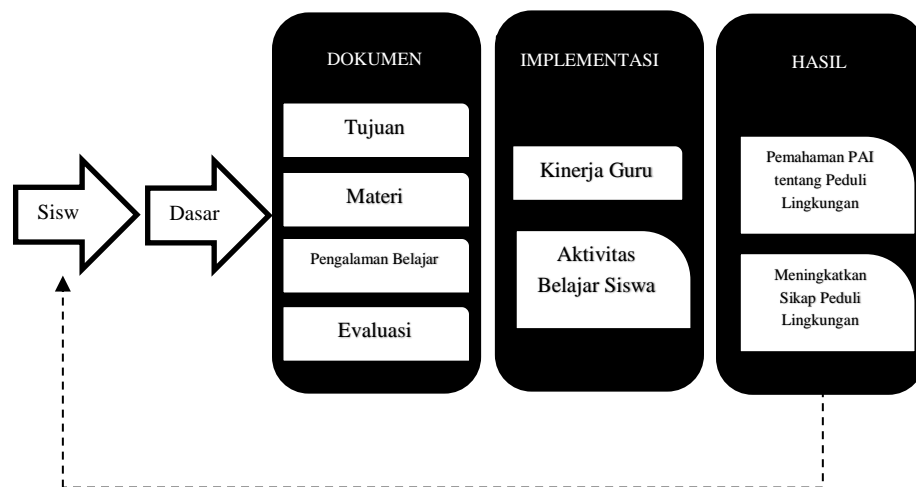 Sisw
Dasar
DOKUMEN
Tujuan
Materi
Pengalaman Belajar
Evaluasi
IMPLEMENTASI
Kinerja Guru
Aktivitas
Belajar Siswa
HASIL
Pemahaman PAI
tentang Peduli
Lingkungan
Meningkatkan
Sikap Peduli
Lingkungan